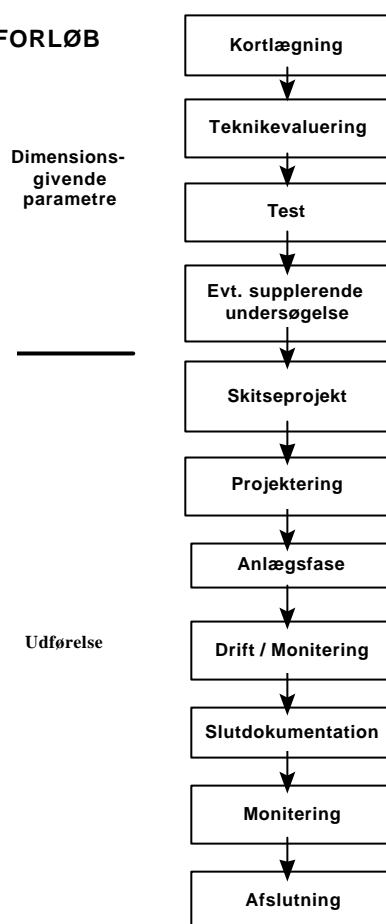 FORLØB
Kortlægning
Teknikevaluering
Dimensions-
givende
parametre
Test
Evt. supplerende
undersøgelse
Skitseprojekt
Projektering
Anlægsfase
Udførelse
Drift / Monitering
Slutdokumentation
Monitering
Afslutning